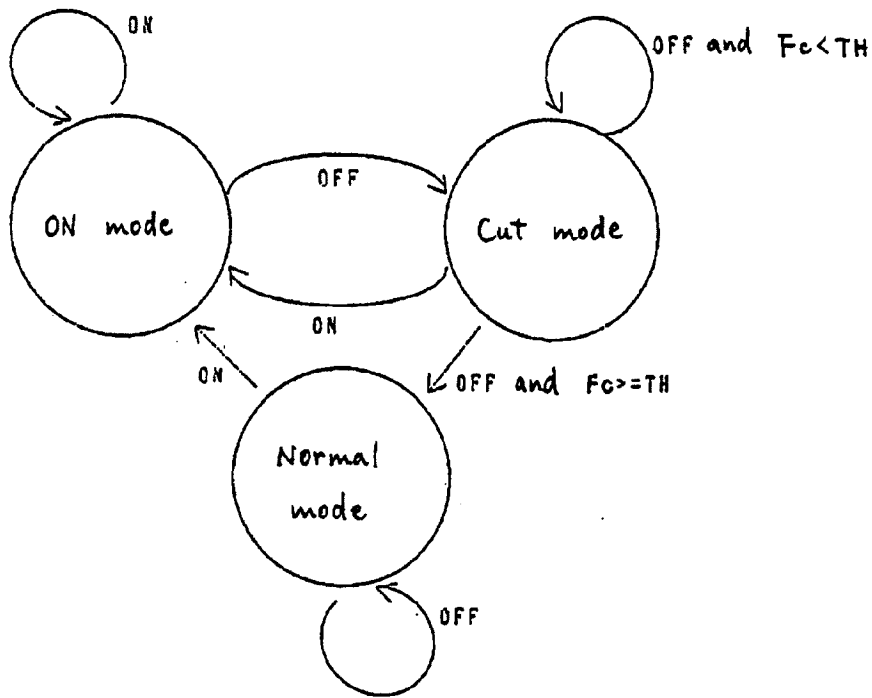 ON
OFF and Fc<TH
OFF
ON mode
Cut mode
ON
ON
OFF and Fc>=TH
Normal
mode
OFF